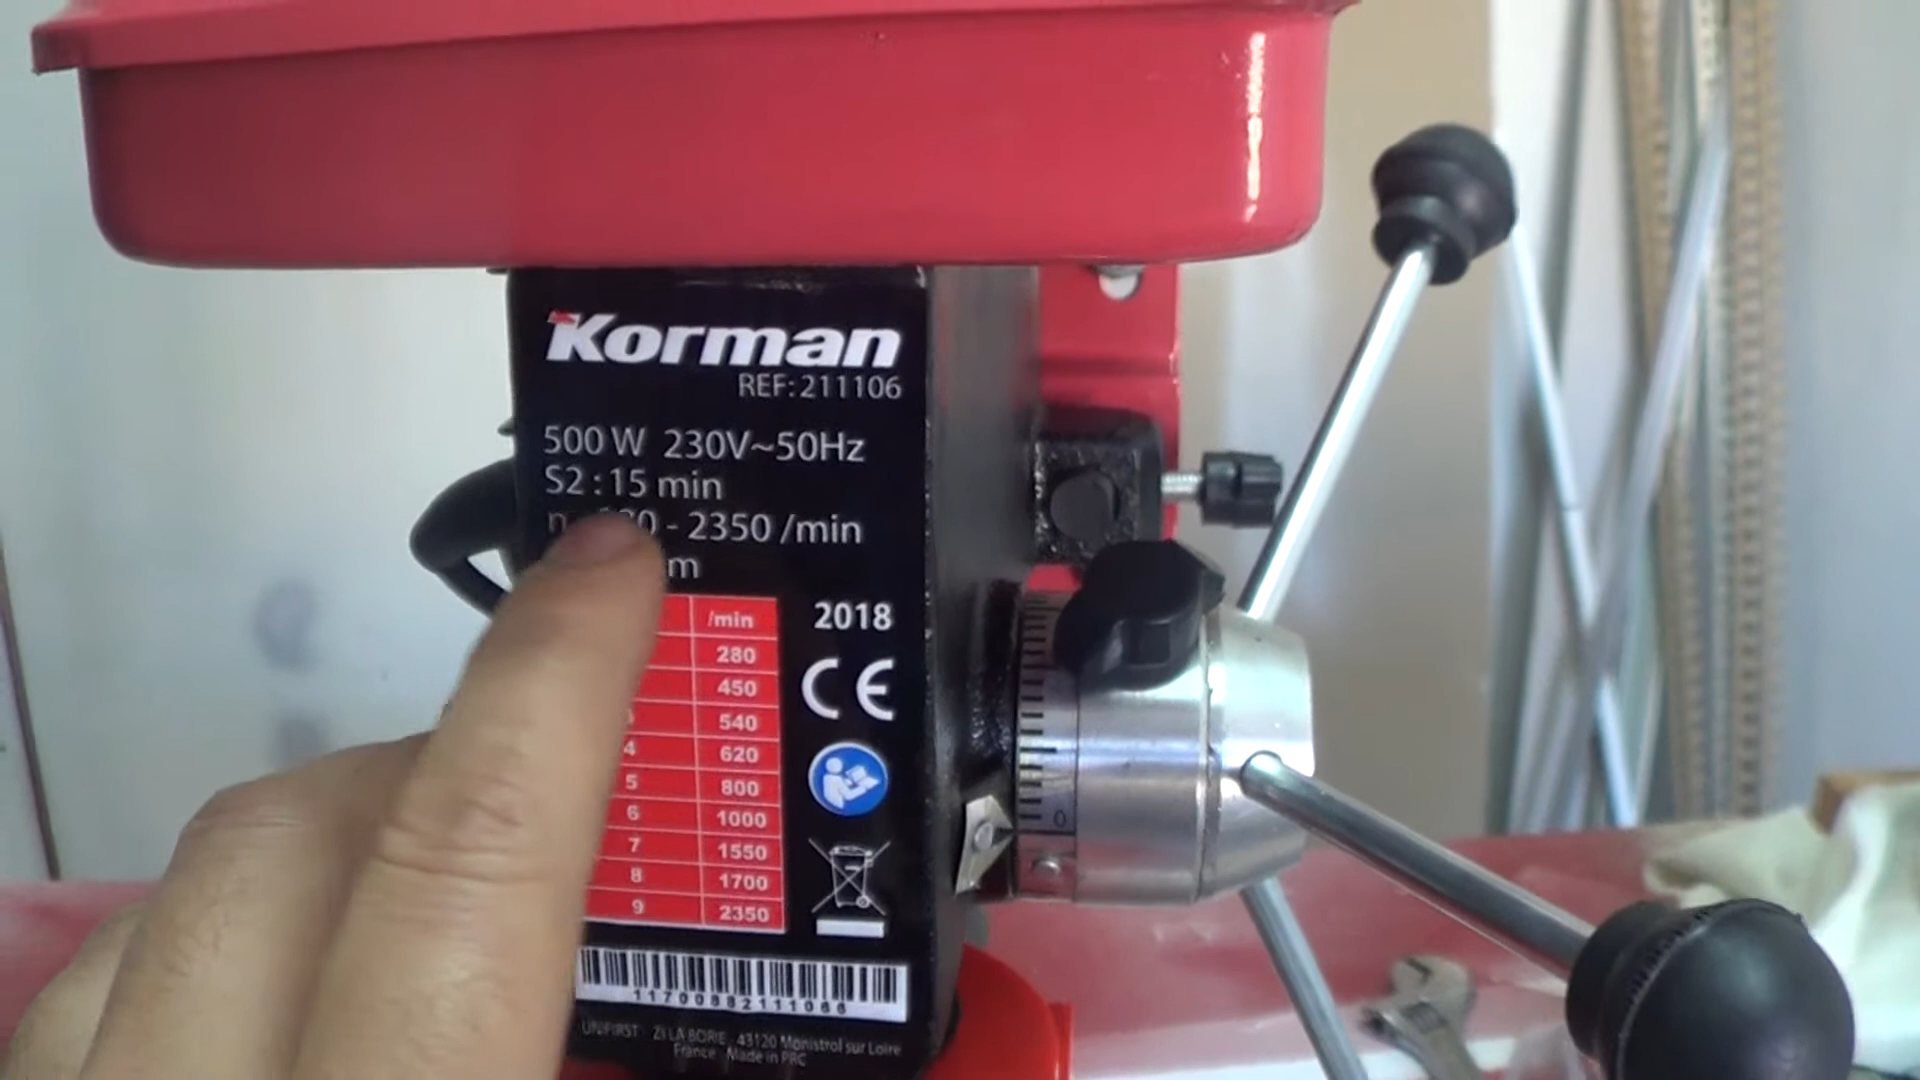 Korman
REF: 211106
500 W 230V~50Hz
S2 : 15 min
- 2350 /min
m
/min
280
450
540
4 620
5 800
6 1000
7 1550
8 1700
9 2350
2018
CE
0
UNIFIRST ZI LA BORIE 43120 Monistrol sur Loire
France Made in PRC